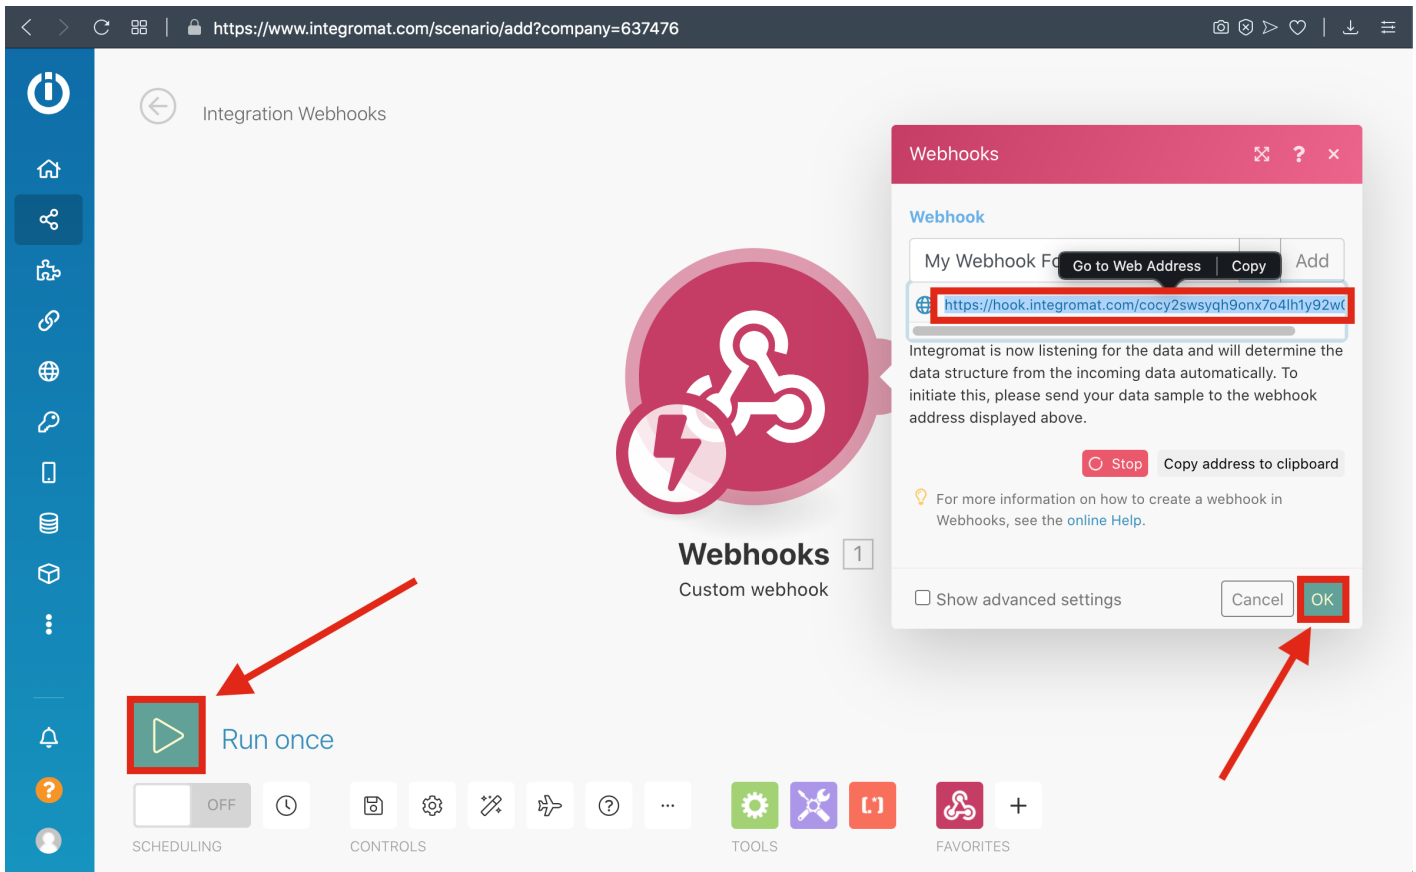 https://www.integromat.com/scenario/add?company=637476
Integration Webhooks
Webhooks
?
Webhook
My Webhook Fo
Go to Web Address
Copy
Add
https://hook.integromat.com/cocy2swsyqh9onx7o4lh1y92w
Integromat is now listening for the data and will determine the
data structure from the incoming data automatically. To
initiate this, please send your data sample to the webhook
address displayed above.
Stop
Copy address to clipboard
For more information on how to create a webhook in
Webhooks, see the online Help.
Webhooks 1
Custom webhook
Show advanced settings
Cancel
OK
Run once
OFF
SCHEDULING
CONTROLS
TOOLS
FAVORITES